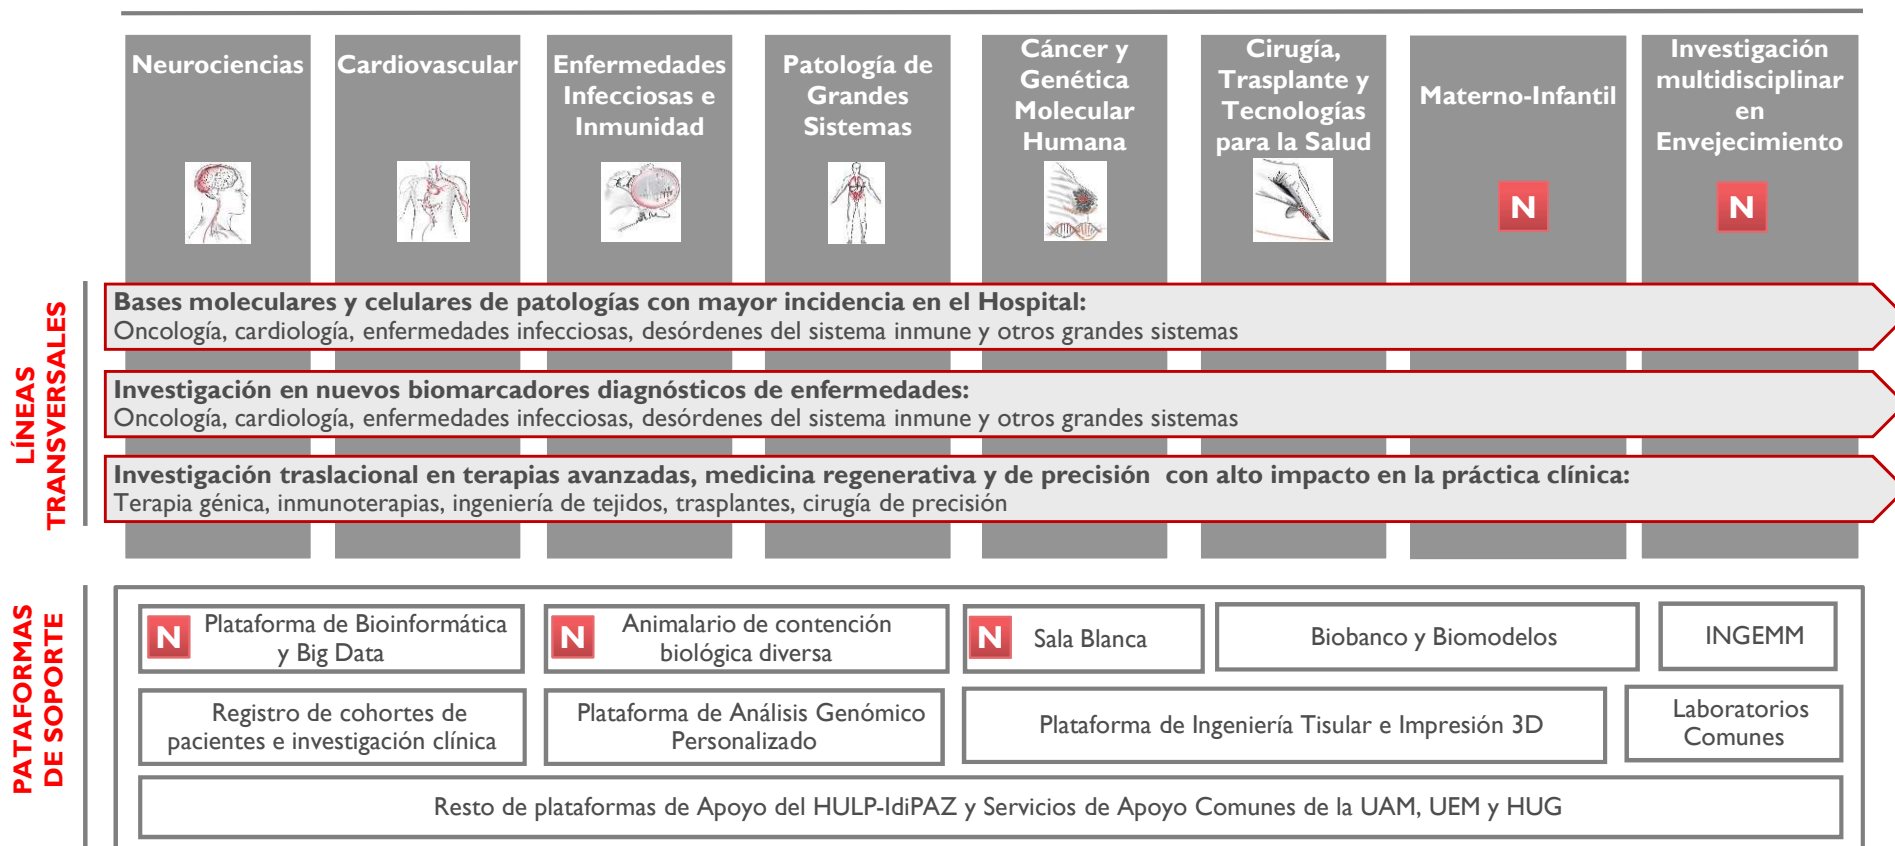 Neurociencias
Cardiovascular
Enfermedades
Infecciosas e
Inmunidad
Patología de
Grandes
Sistemas
Cáncer y
Genética
Molecular
Humana
Cirugía,
Trasplante y
Tecnologías
para la Salud
Materno-Infantil
N
Investigación
multidisciplinar
en
Envejecimiento
N
LÍNEAS
TRANSVERSALES
Bases moleculares y celulares de patologías con mayor incidencia en el Hospital:
Oncología, cardiología, enfermedades infecciosas, desórdenes del sistema inmune y otros grandes sistemas
Investigación en nuevos biomarcadores diagnósticos de enfermedades:
Oncología, cardiología, enfermedades infecciosas, desórdenes del sistema inmune y otros grandes sistemas
Investigación traslacional en terapias avanzadas, medicina regenerativa y de precisión con alto impacto en la práctica clínica:
Terapia génica, inmunoterapias, ingeniería de tejidos, trasplantes, cirugía de precisión
PATAFORMAS
DE SOPORTE
N
Plataforma de Bioinformática
y Big Data
N
Animalario de contención
biológica diversa
N
Sala Blanca
Biobanco y Biomodelos
INGEMM
Registro de cohortes de
pacientes e investigación clínica
Plataforma de Análisis Genómico
Personalizado
Plataforma de Ingeniería Tisular e Impresión 3D
Laboratorios
Comunes
Resto de plataformas de Apoyo del HULP-IdiPAZ y Servicios de Apoyo Comunes de la UAM, UEM y HUG